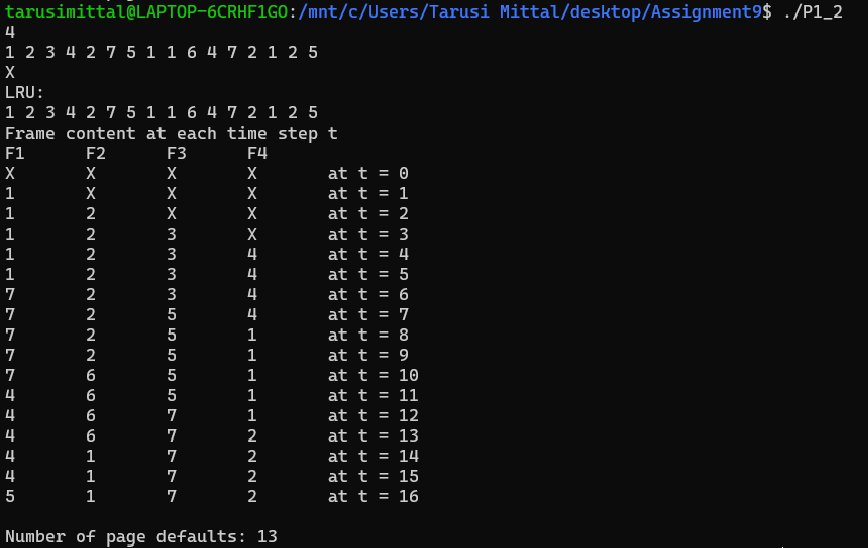 tarusimittal@LAPTOP-6CRHF1GO:/mnt/c/Users/Tarusi Mittal/desktop/Assignment9$ ./P1_2
4
1 2 3 4 2 7 5 1 1 6 4 7 2 1 2 5
X
LRU:
1 2 3 4 2 7 5 1 1 6 4 7 2 1 2 5
Frame content at each time step t
F1 F2 F3 F4
X X X X at t = 0
1 X X X at t = 1
1 2 X X at t = 2
1 2 3 X at t = 3
1 2 3 4 at t = 4
1 2 3 4 at t = 5
7 2 3 4 at t = 6
7 2 5 4 at t = 7
7 2 5 1 at t = 8
7 2 5 1 at t = 9
7 6 5 1 at t = 10
4 6 5 1 at t = 11
4 6 7 1 at t = 12
4 6 7 2 at t = 13
4 1 7 2 at t = 14
4 1 7 2 at t = 15
5 1 7 2 at t = 16
Number of page defaults: 13